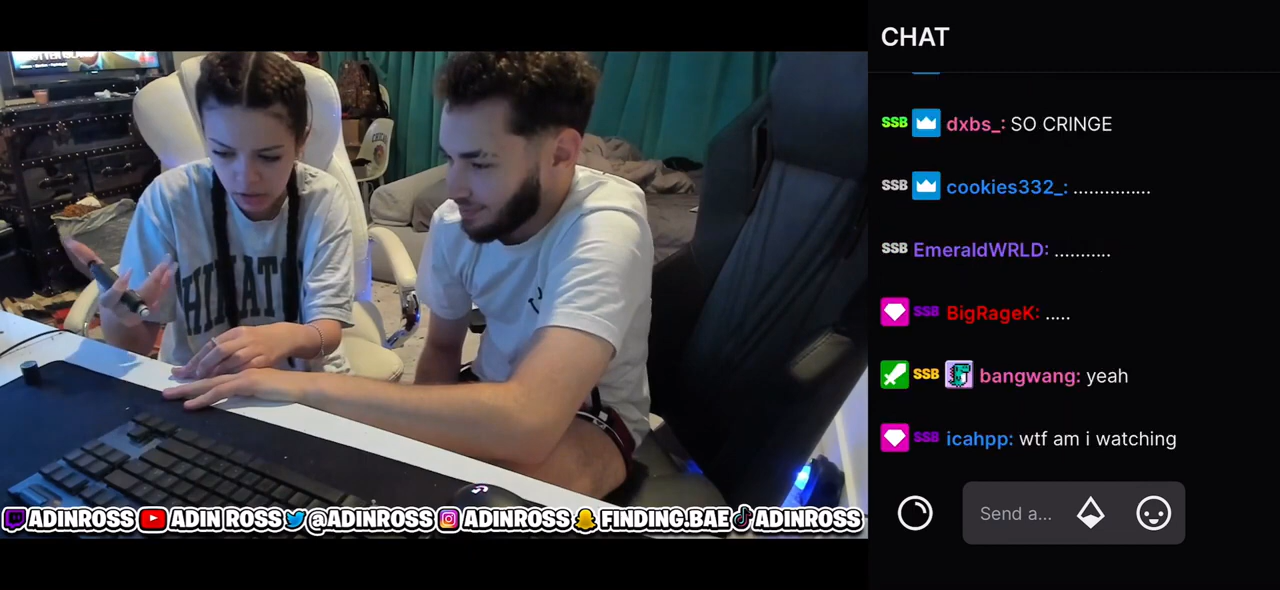 CHAT
SSB dxbs_: SO CRINGE
SSB cookies332_: ...............
SSB EmeraldWRLD: ...........
SSB BigRageK: .....
SSB bangwang: yeah
SSB icahpp: wtf am i watching
Send a...
ADINROSS ADIN ROSS @ADINROSS ADINROSS FINDING.BAE ADINROSS